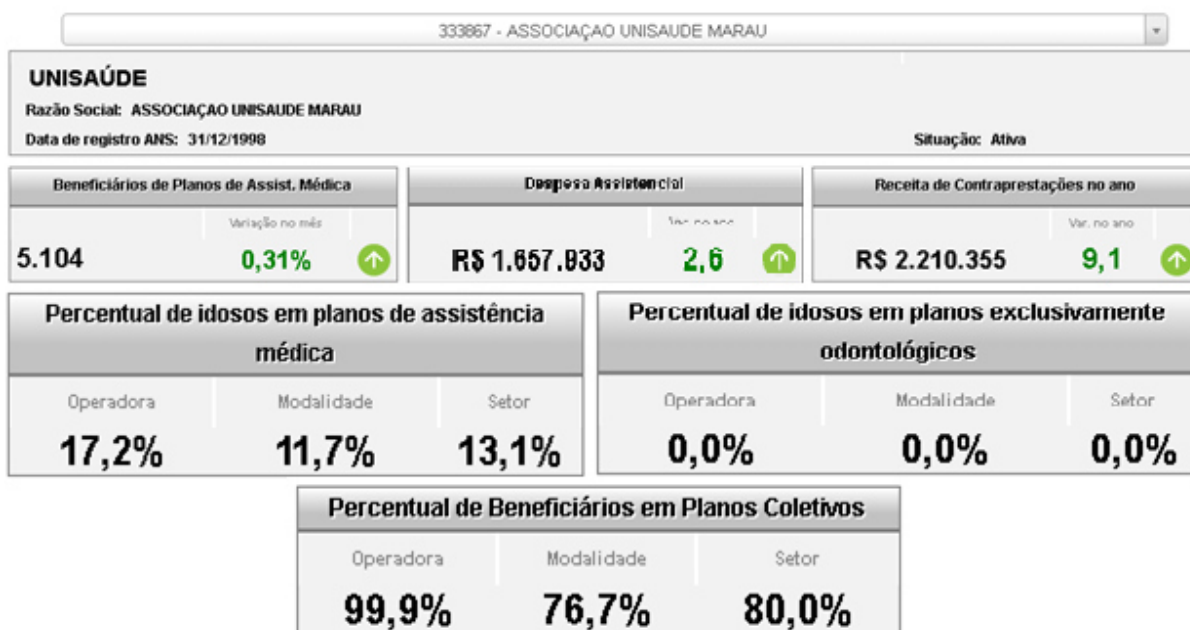 333867 - ASSOCIAÇAO UNISAUDE MARAU
UNISAÚDE
Razão Social: ASSOCIAÇAO UNISAUDE MARAU
Data de registro ANS: 31/12/1998 Situação: Ativa
Beneficiários de Planos de Assist. Médica
Variação no mês
5.104 0,31%
Despesa Assistencial
R$ 1.657.933 2,6
Receita de Contraprestações no ano
Var. no ano
R$ 2.210.355 9,1
Percentual de idosos em planos de assistência
médica
Operadora Modalidade Setor
17,2% 11,7% 13,1%
Percentual de idosos em planos exclusivamente
odontológicos
Operadora Modalidade Setor
0,0% 0,0% 0,0%
Percentual de Beneficiários em Planos Coletivos
Operadora Modalidade Setor
99,9% 76,7% 80,0%